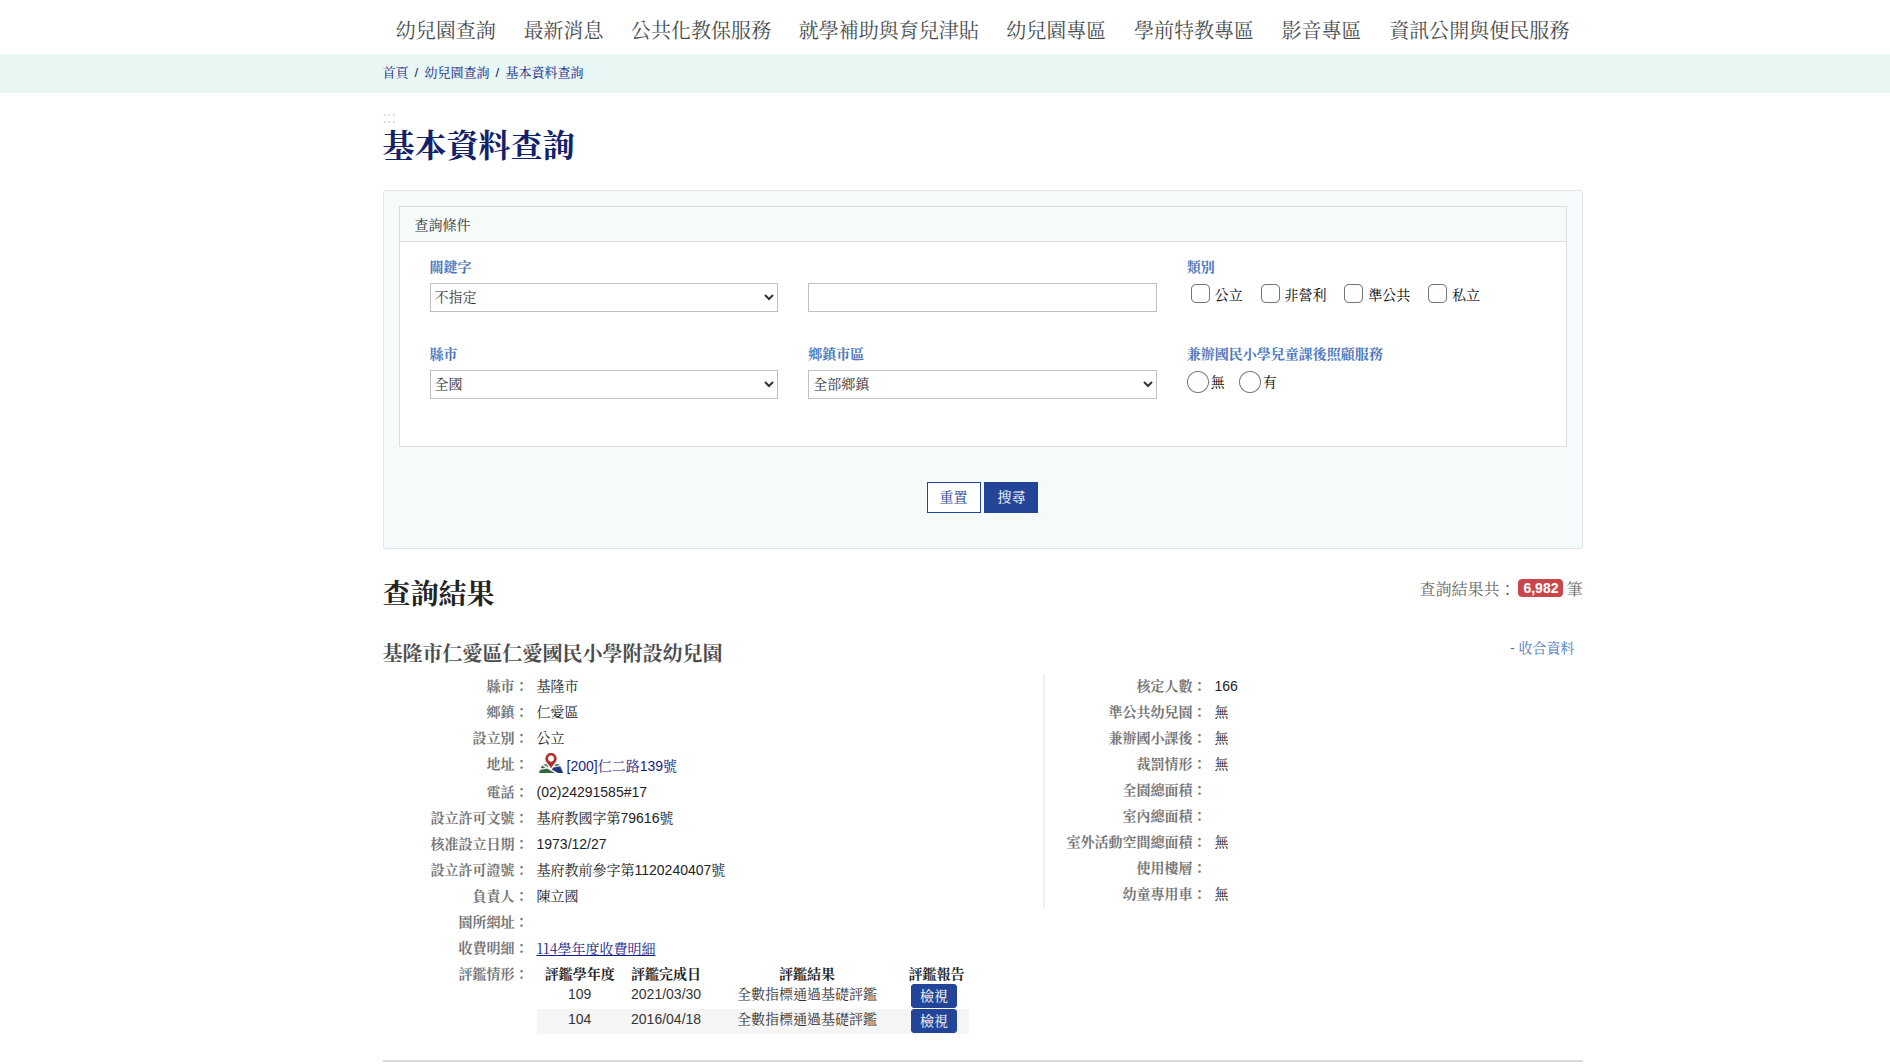 幼兒園查詢 最新消息 公共化教保服務 就學補助與育兒津貼 幼兒園專區 學前特教專區 影音專區 資訊公開與便民服務
首頁 / 幼兒園查詢 / 基本資料查詢
:::
基本資料查詢
查詢條件
關鍵字 類別
不指定 公立 非營利 準公共 私立
縣市 鄉鎮市區 兼辦國民小學兒童課後照顧服務
全國 全部鄉鎮 無 有
重置 搜尋
查詢結果 查詢結果共：6,982 筆
基隆市仁愛區仁愛國民小學附設幼兒園 - 收合資料
縣市： 基隆市 核定人數： 166
鄉鎮： 仁愛區 準公共幼兒園： 無
設立別： 公立 兼辦國小課後： 無
地址： [200]仁二路139號 裁罰情形： 無
電話： (02)24291585#17 全園總面積：
設立許可文號： 基府教國字第79616號 室內總面積：
核准設立日期： 1973/12/27 室外活動空間總面積： 無
設立許可證號： 基府教前參字第1120240407號 使用樓層：
負責人： 陳立國 幼童專用車： 無
園所網址：
收費明細： 114學年度收費明細
評鑑情形： 評鑑學年度 評鑑完成日 評鑑結果 評鑑報告
109 2021/03/30 全數指標通過基礎評鑑 檢視
104 2016/04/18 全數指標通過基礎評鑑 檢視